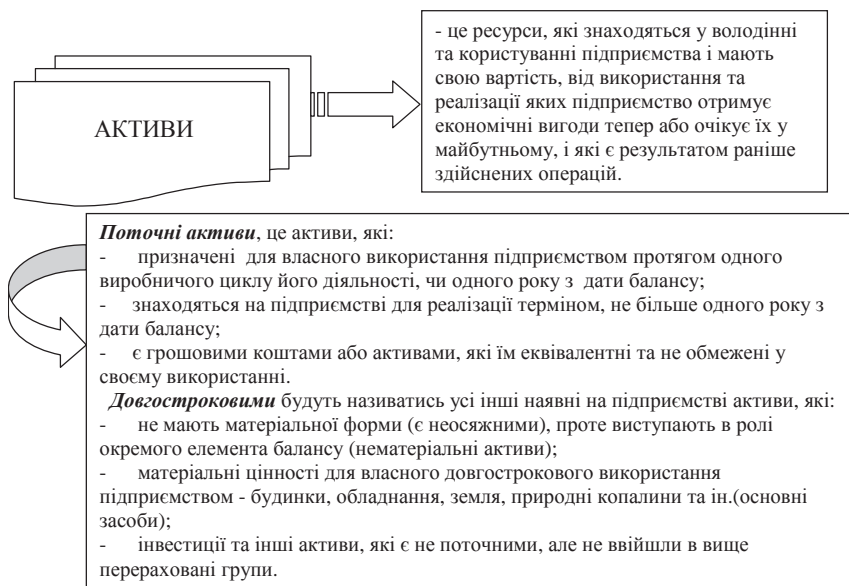 АКТИВИ
- це ресурси, які знаходяться у володінні
та користуванні підприємства і мають
свою вартість, від використання та
реалізації яких підприємство отримує
економічні вигоди тепер або очікує їх у
майбутньому, і які є результатом раніше
здійснених операцій.
Поточні активи, це активи, які:
- призначені для власного використання підприємством протягом одного
виробничого циклу його діяльності, чи одного року з дати балансу;
- знаходяться на підприємстві для реалізації терміном, не більше одного року з
дати балансу;
- є грошовими коштами або активами, які їм еквівалентні та не обмежені у
своєму використанні.
Довгостроковими будуть називатись усі інші наявні на підприємстві активи, які:
- не мають матеріальної форми (є неосяжними), проте виступають в ролі
окремого елемента балансу (нематеріальні активи);
- матеріальні цінності для власного довгострокового використання
підприємством - будинки, обладнання, земля, природні копалини та ін.(основні
засоби);
- інвестиції та інші активи, які є не поточними, але не ввійшли в вище
перераховані групи.